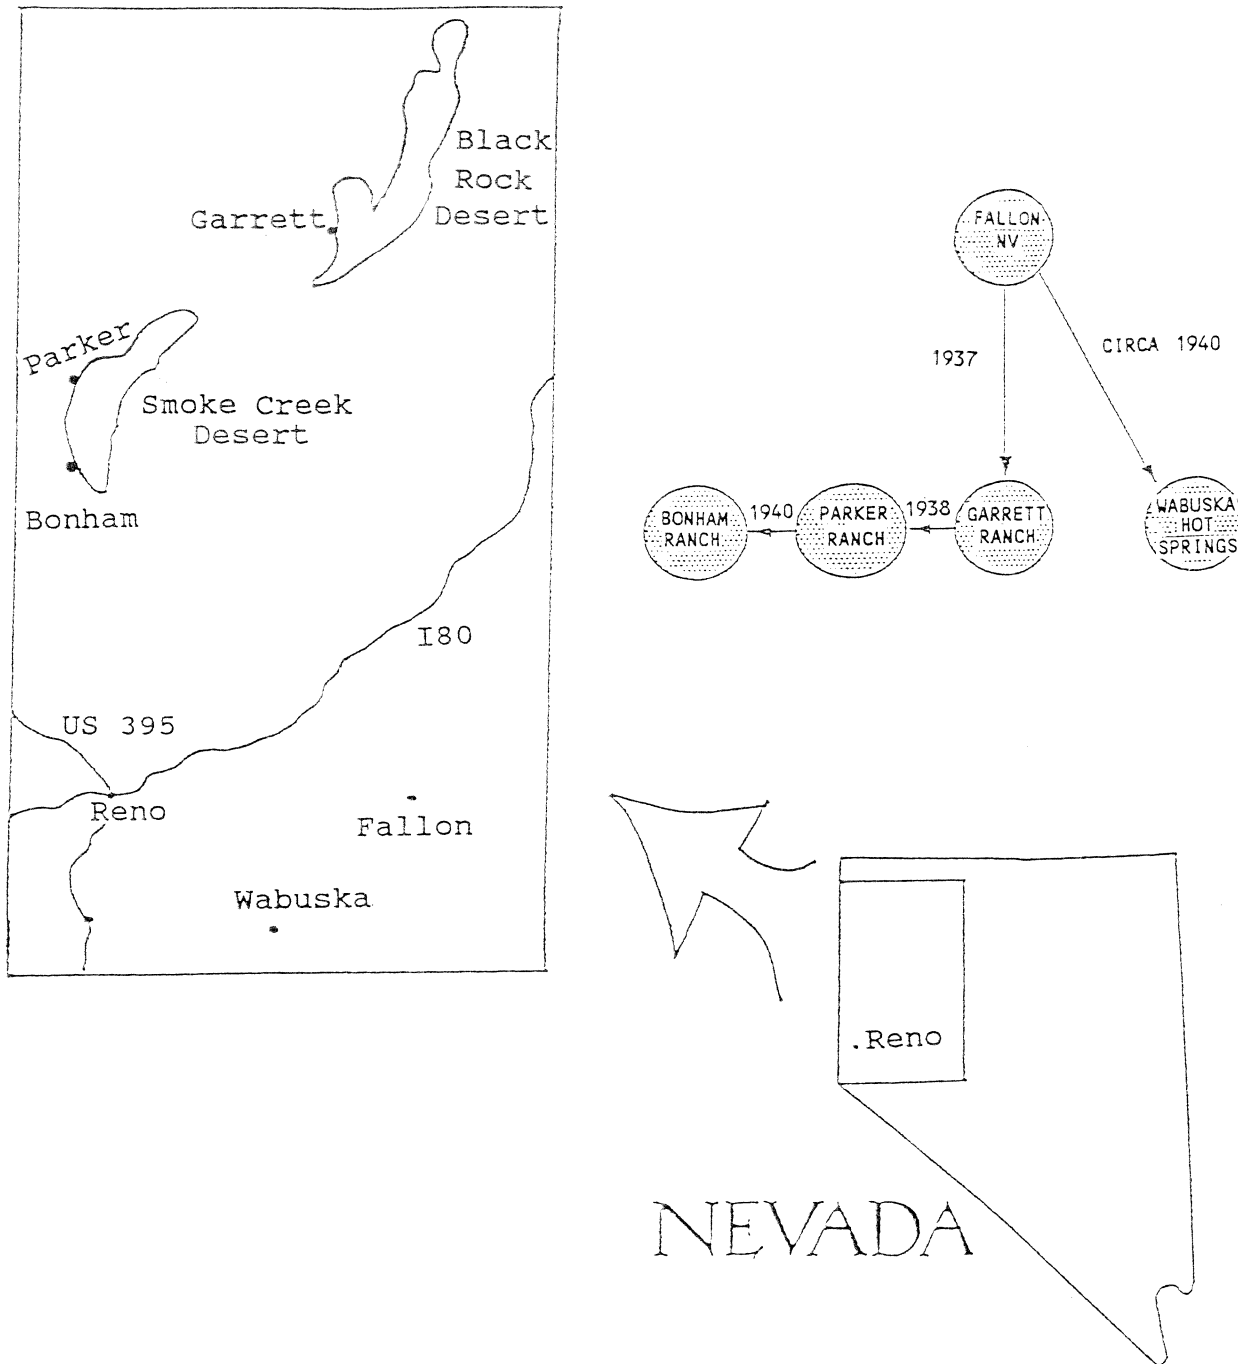 Black
Rock
Desert
Garrett
Parker
Smoke Creek
Desert
Bonham
I80
US 395
Reno
Fallon
Wabuska
FALLON
NV
1937
CIRCA 1940
BONHAM
RANCH
1940
PARKER
RANCH
1938
GARRETT
RANCH
WABUSKA
HOT
SPRINGS
.Reno
NEVADA